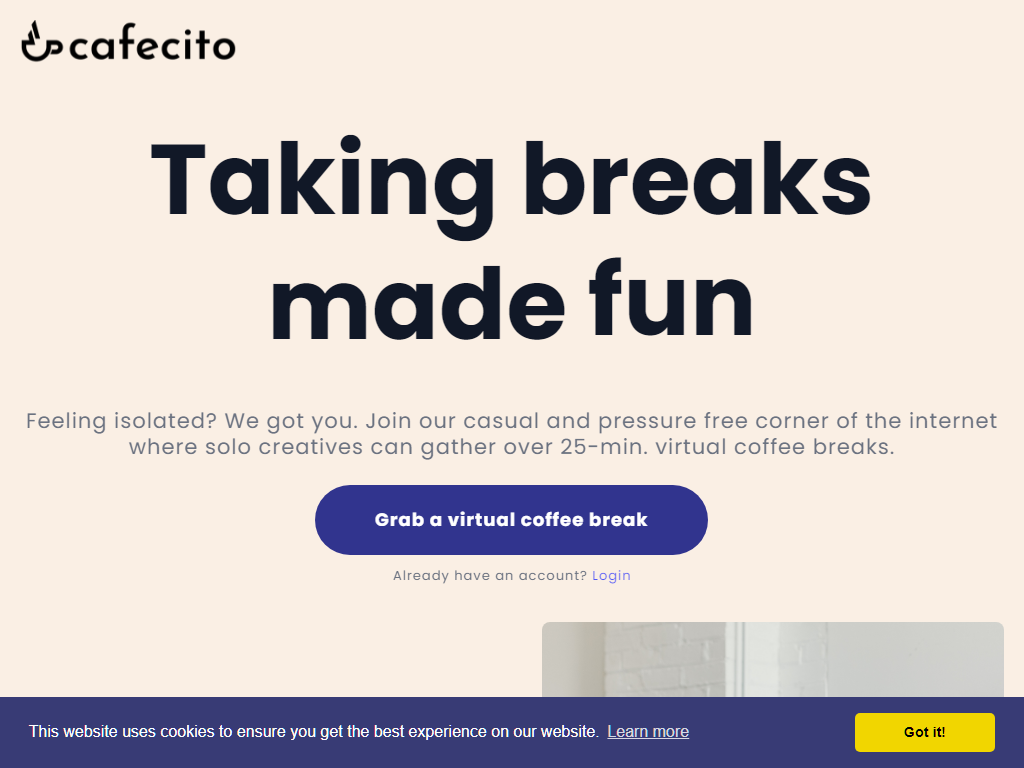 cafecito
Taking breaks
made fun
Feeling isolated? We got you. Join our casual and pressure free corner of the internet
where solo creatives can gather over 25-min. virtual coffee breaks.
Grab a virtual coffee break
Already have an account? Login
This website uses cookies to ensure you get the best experience on our website. Learn more
Got it!